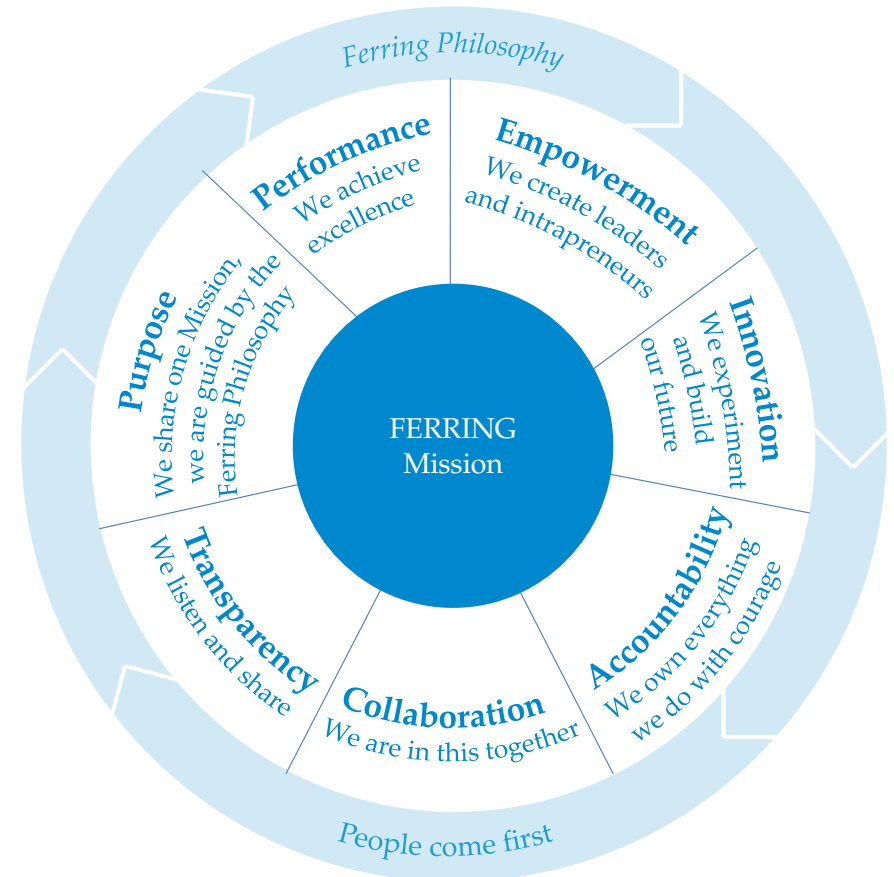 Ferring Philosophy
Performance
We achieve
excellence
Empowerment
We create leaders
and intrapreneurs
Innovation
We experiment
and build
our future
Accountability
We own everything
we do with courage
Collaboration
We are in this together
Transparency
We listen and share
Purpose
We share one Mission,
we are guided by the
Ferring Philosophy
FERRING
Mission
People come first